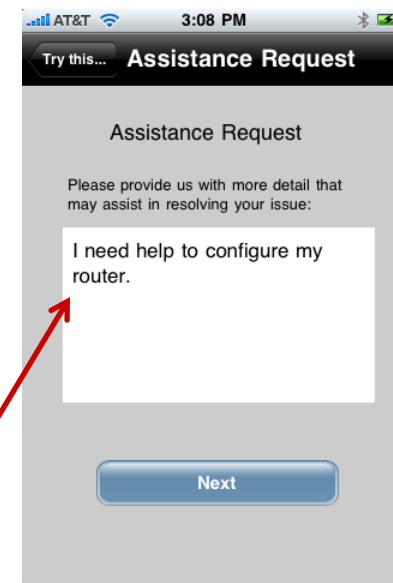 AT&T 3:08 PM
Try this... Assistance Request
Assistance Request
Please provide us with more detail that
may assist in resolving your issue:
I need help to configure my
router.
Next